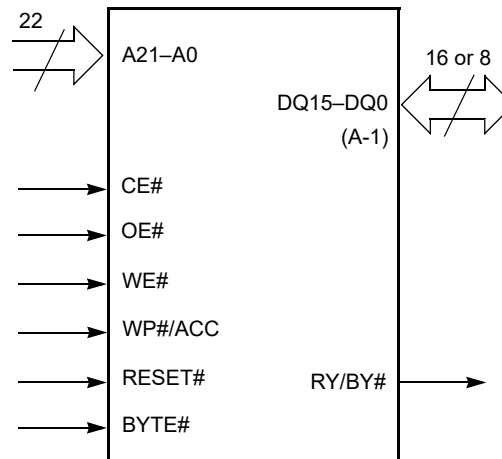 22
A21–A0
16 or 8
DQ15–DQ0
(A-1)
CE#
OE#
WE#
WP#/ACC
RESET#
RY/BY#
BYTE#